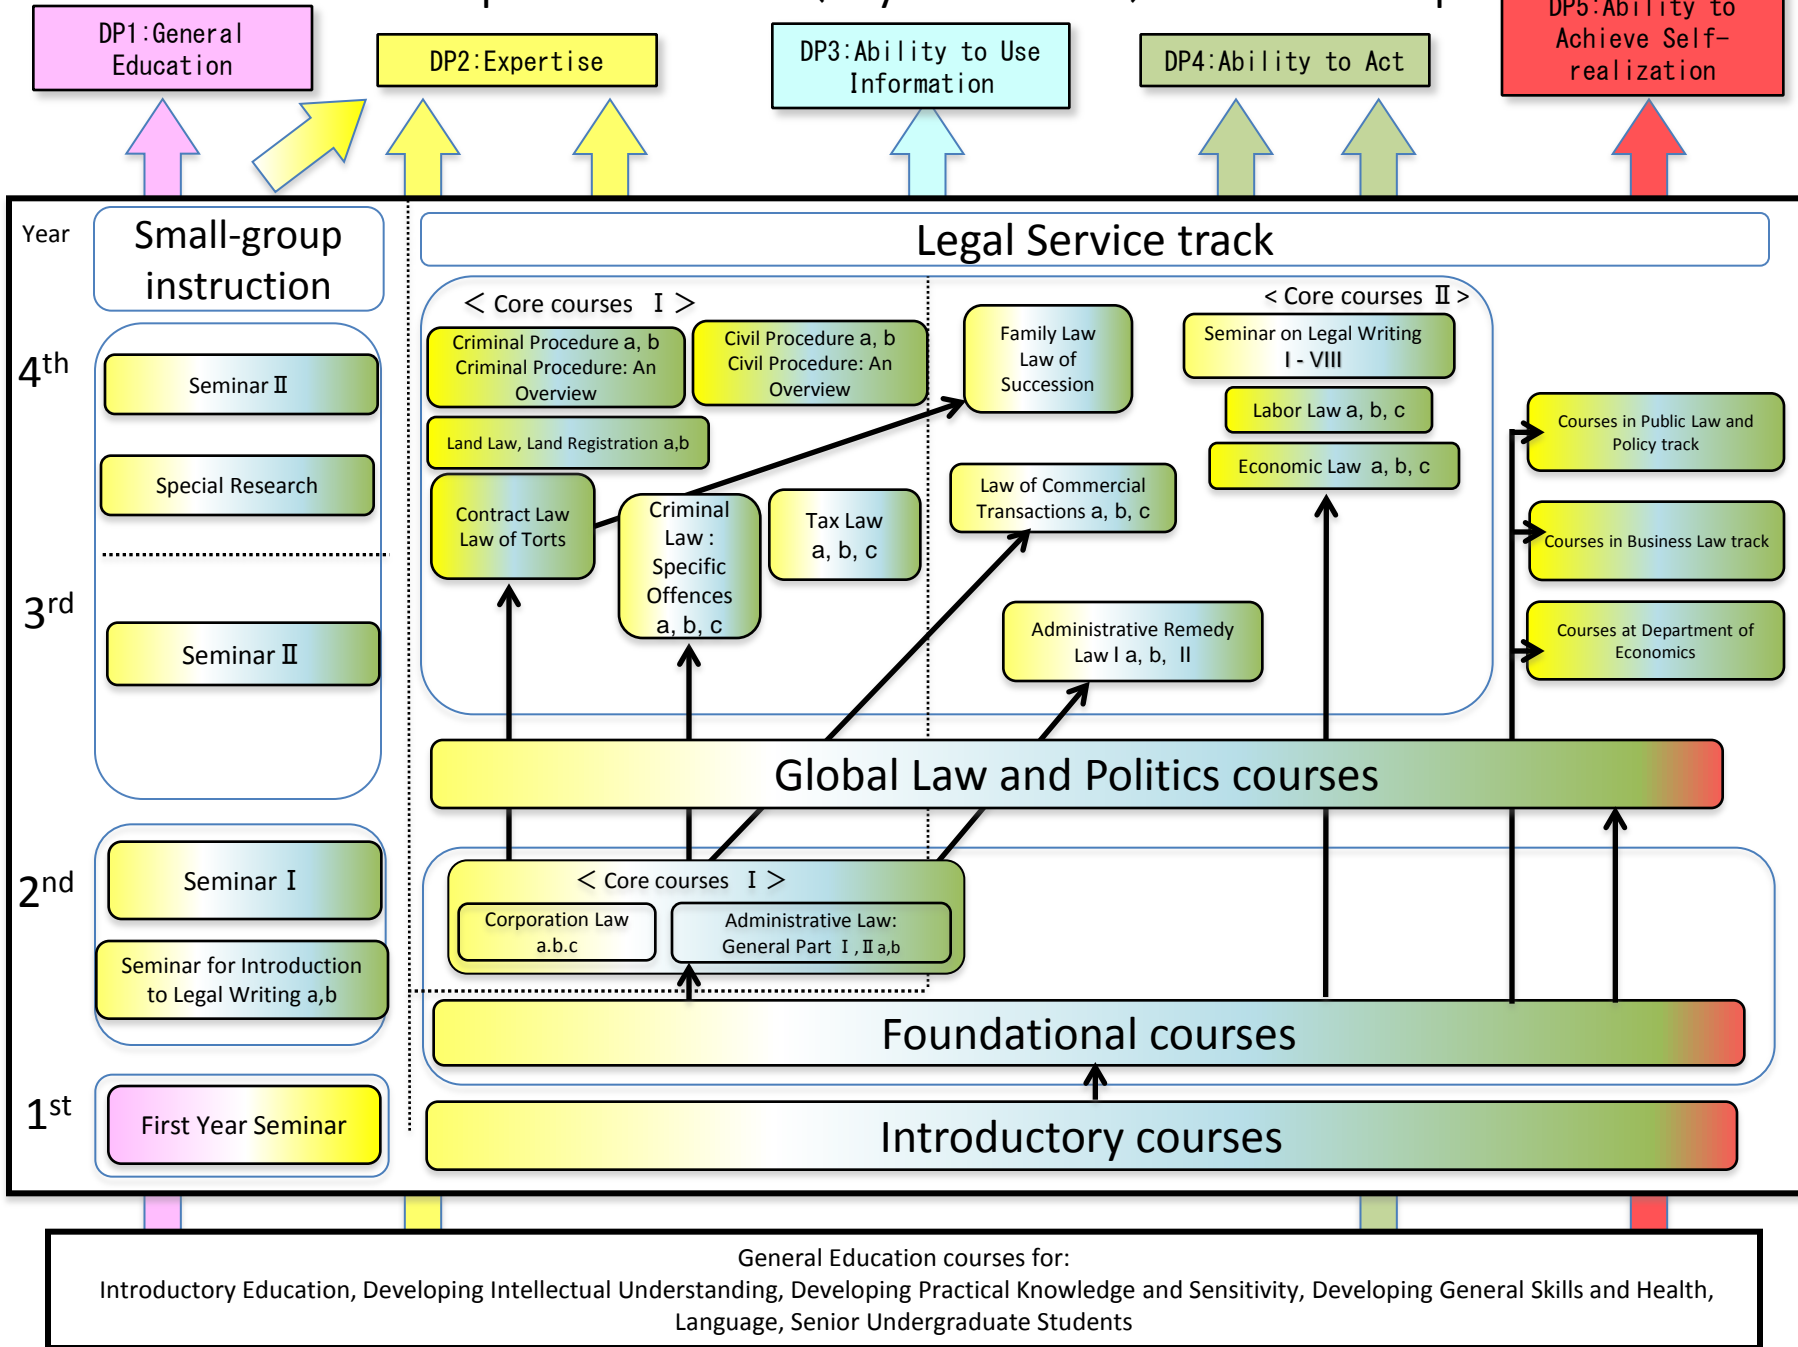 DP1:General
Education
DP2:Expertise
DP3:Ability to Use
Information
DP4:Ability to Act
DP5:Ability to
Achieve Self-
realization
Year
Small-group
instruction
Legal Service track
4th
Seminar Ⅱ
Special Research
3rd
Seminar Ⅱ
2nd
Seminar Ⅰ
Seminar for Introduction
to Legal Writing a,b
1st
First Year Seminar
＜ Core courses Ⅰ ＞
Criminal Procedure a, b
Criminal Procedure: An
Overview
Civil Procedure a, b
Civil Procedure: An
Overview
Land Law, Land Registration a,b
Contract Law
Law of Torts
Criminal
Law :
Specific
Offences
a, b, c
Tax Law
a, b, c
Family Law
Law of
Succession
< Core courses Ⅱ >
Seminar on Legal Writing
I - VIII
Labor Law a, b, c
Economic Law a, b, c
Law of Commercial
Transactions a, b, c
Administrative Remedy
Law I a, b, II
Courses in Public Law and
Policy track
Courses in Business Law track
Courses at Department of
Economics
Global Law and Politics courses
＜ Core courses Ⅰ ＞
Corporation Law
a.b.c
Administrative Law:
General Part Ⅰ, Ⅱ a,b
Foundational courses
Introductory courses
General Education courses for:
Introductory Education, Developing Intellectual Understanding, Developing Practical Knowledge and Sensitivity, Developing General Skills and Health,
Language, Senior Undergraduate Students